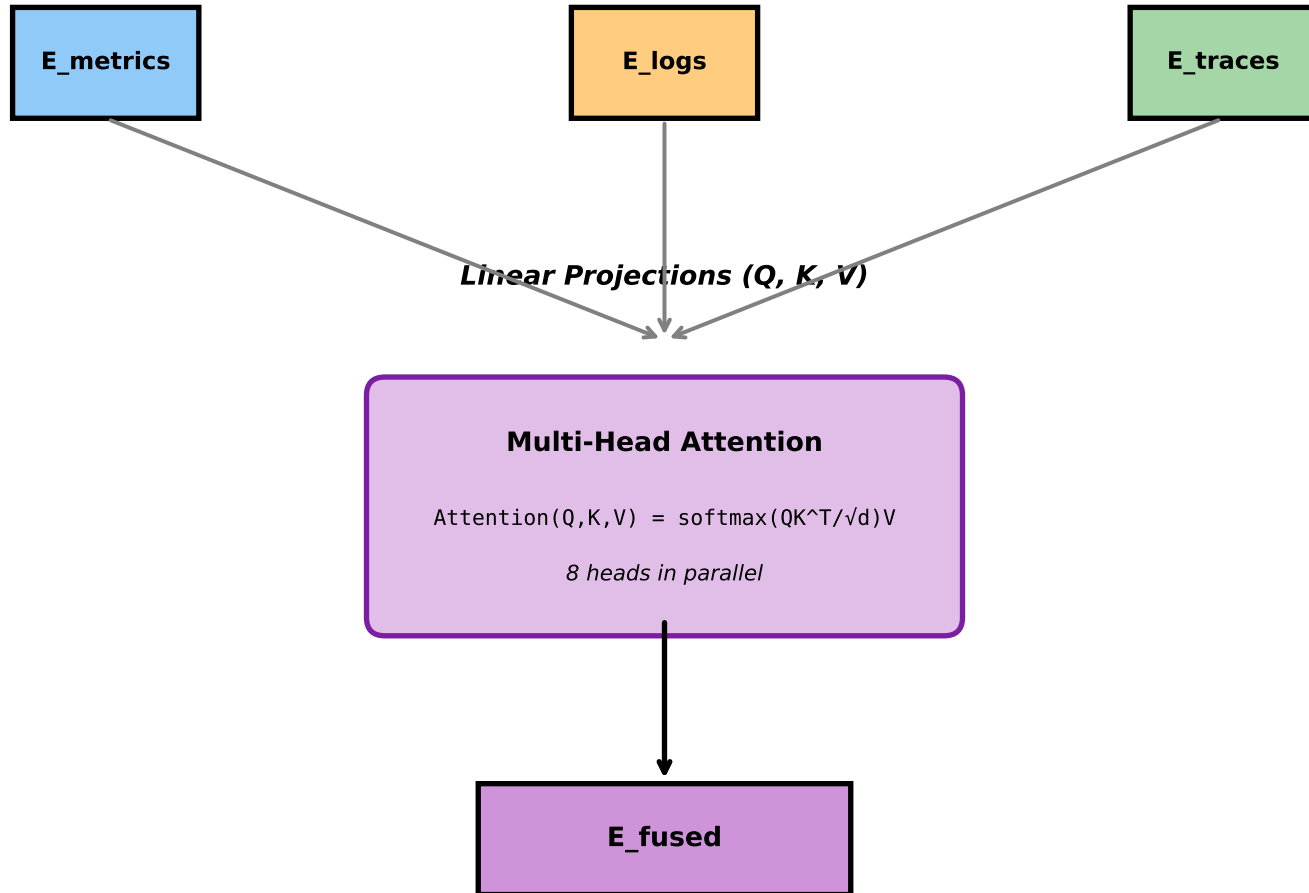 E_metrics
E_logs
E_traces
Linear Projections (Q, K, V)
Multi-Head Attention
Attention(Q,K,V) = softmax(QK^T/√d)V
8 heads in parallel
E_fused